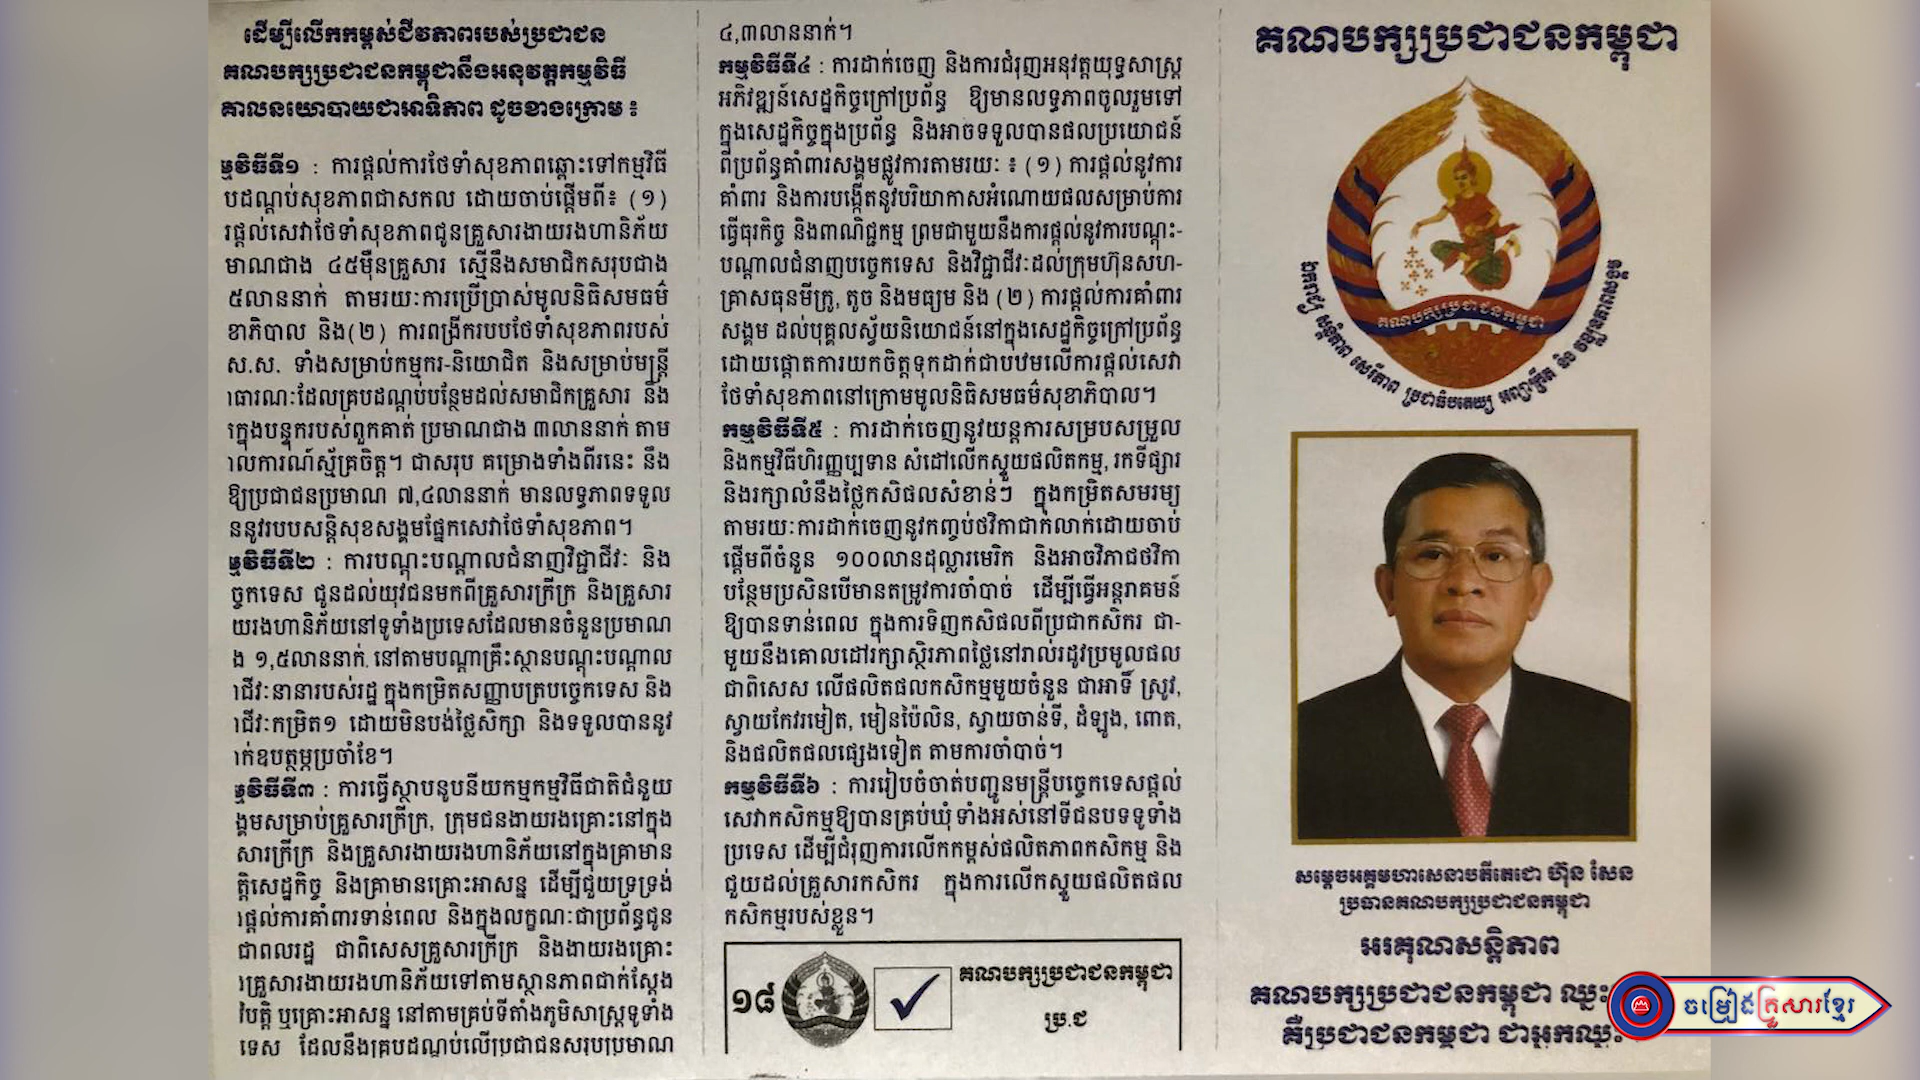 ដើម្បីលើកកម្ពស់ជីវភាពរបស់ប្រជាជន
គណបក្សប្រជាជនកម្ពុជានឹងអនុវត្តកម្មវិធី
គាលនយោបាយជាអាទិភាព ដូចខាងក្រោម ៖
ម្មវិធីទី១ : ការផ្តល់ការថែទាំសុខភាពឆ្ពោះទៅកម្មវិធី
បដណ្តប់សុខភាពជាសកល ដោយចាប់ផ្តើមពី៖ (១)
រផ្តល់សេវាថែទាំសុខភាពជូនគ្រួសារងាយរងហានិភ័យ
មាណជាង ៤៥ម៉ឺនគ្រួសារ ស្មើនឹងសមាជិកសរុបជាង
៥លាននាក់ តាមរយៈការប្រើប្រាស់មូលនិធិសមធម៌
ខាភិបាល និង(២) ការពង្រីករបបថែទាំសុខភាពរបស់
ស.ស. ទាំងសម្រាប់កម្មករ-និយោជិត និងសម្រាប់មន្ត្រី
ាធារណៈដែលគ្របដណ្តប់បន្ថែមដល់សមាជិកគ្រួសារ និង
ក្នុងបន្ទុករបស់ពួកគាត់ ប្រមាណជាង ៣លាននាក់ តាម
ាលការណ៍ស្ម័គ្រចិត្ត។ ជាសរុប គម្រោងទាំងពីរនេះ នឹង
ឱ្យប្រជាជនប្រមាណ ៧,៤លាននាក់ មានលទ្ធភាពទទួល
ននូវរបបសន្តិសុខសង្គមផ្នែកសេវាថែទាំសុខភាព។
ម្មវិធីទី២ : ការបណ្តុះបណ្តាលជំនាញវិជ្ជាជីវៈ និង
ច្ចកទេស ជូនដល់យុវជនមកពីគ្រួសារក្រីក្រ និងគ្រួសារ
យរងហានិភ័យនៅទូទាំងប្រទេសដែលមានចំនួនប្រមាណ
ង ១,៥លាននាក់ នៅតាមបណ្តាគ្រឹះស្ថានបណ្តុះបណ្តាល
ាជីវៈនានារបស់រដ្ឋ ក្នុងកម្រិតសញ្ញាបត្របច្ចេកទេស និង
ាជីវៈកម្រិត១ ដោយមិនបង់ថ្លៃសិក្សា និងទទួលបាននូវ
ាក់ឧបត្ថម្ភប្រចាំខែ។
ម្មវិធីទី៣ : ការធ្វើស្ថាបនូបនីយកម្មកម្មវិធីជាតិជំនួយ
ង្គមសម្រាប់គ្រួសារក្រីក្រ, ក្រុមជនងាយរងគ្រោះនៅក្នុង
សារក្រីក្រ និងគ្រួសារងាយរងហានិភ័យនៅក្នុងគ្រាមាន
ត្តិសេដ្ឋកិច្ច និងគ្រាមានគ្រោះអាសន្ន ដើម្បីជួយទ្រទ្រង់
ផ្តល់ការគាំពារទាន់ពេល និងក្នុងលក្ខណៈជាប្រព័ន្ធជូន
ជាពលរដ្ឋ ជាពិសេសគ្រួសារក្រីក្រ និងងាយរងគ្រោះ
គ្រួសារងាយរងហានិភ័យទៅតាមស្ថានភាពជាក់ស្តែង
បៃត្តិ ឬគ្រោះអាសន្ន នៅតាមគ្រប់ទីតាំងភូមិសាស្ត្រទូទាំង
ទេស ដែលនឹងគ្របដណ្តប់លើប្រជាជនសរុបប្រមាណ
៤,៣លាននាក់។
កម្មវិធីទី៤ : ការដាក់ចេញ និងការជំរុញអនុវត្តយុទ្ធសាស្ត្រ
អភិវឌ្ឍន៍សេដ្ឋកិច្ចក្រៅប្រព័ន្ធ ឱ្យមានលទ្ធភាពចូលរួមទៅ
ក្នុងសេដ្ឋកិច្ចក្នុងប្រព័ន្ធ និងអាចទទួលបានផលប្រយោជន៍
ពីប្រព័ន្ធគាំពារសង្គមផ្លូវការតាមរយៈ ៖ (១) ការផ្តល់នូវការ
គាំពារ និងការបង្កើតនូវបរិយាកាសអំណោយផលសម្រាប់ការ
ធ្វើធុរកិច្ច និងពាណិជ្ជកម្ម ព្រមជាមួយនឹងការផ្តល់នូវការបណ្តុះ-
បណ្តាលជំនាញបច្ចេកទេស និងវិជ្ជាជីវៈដល់ក្រុមហ៊ុនសហ-
គ្រាសធុនមីក្រូ, តូច និងមធ្យម និង (២) ការផ្តល់ការគាំពារ
សង្គម ដល់បុគ្គលស្វ័យនិយោជន៍នៅក្នុងសេដ្ឋកិច្ចក្រៅប្រព័ន្ធ
ដោយផ្តោតការយកចិត្តទុកដាក់ជាបឋមលើការផ្តល់សេវា
ថែទាំសុខភាពនៅក្រោមមូលនិធិសមធម៌សុខាភិបាល។
កម្មវិធីទី៥ : ការដាក់ចេញនូវយន្តការសម្របសម្រួល
និងកម្មវិធីហិរញ្ញប្បទាន សំដៅលើកស្ទួយផលិតកម្ម, រកទីផ្សារ
និងរក្សាលំនឹងថ្លៃកសិផលសំខាន់ៗ ក្នុងកម្រិតសមរម្យ
តាមរយៈការដាក់ចេញនូវកញ្ចប់ថវិកាជាក់លាក់ដោយចាប់
ផ្តើមពីចំនួន ១០០លានដុល្លារមេរិក និងអាចវិភាជថវិកា
បន្ថែមប្រសិនបើមានតម្រូវការចាំបាច់ ដើម្បីធ្វើអន្តរាគមន៍
ឱ្យបានទាន់ពេល ក្នុងការទិញកសិផលពីប្រជាកសិករ ជា-
មួយនឹងគោលដៅរក្សាស្ថិរភាពថ្លៃនៅរាល់រដូវប្រមូលផល
ជាពិសេស លើផលិតផលកសិកម្មមួយចំនួន ជាអាទិ៍ ស្រូវ,
ស្វាយកែវរមៀត, មៀនប៉ៃលិន, ស្វាយចាន់ទី, ដំឡូង, ពោត,
និងផលិតផលផ្សេងទៀត តាមការចាំបាច់។
កម្មវិធីទី៦ : ការរៀបចំចាត់បញ្ជូនមន្ត្រីបច្ចេកទេសផ្តល់
សេវាកសិកម្មឱ្យបានគ្រប់ឃុំ ទាំងអស់នៅទីជនបទទូទាំង
ប្រទេស ដើម្បីជំរុញការលើកកម្ពស់ផលិតភាពកសិកម្ម និង
ជួយដល់គ្រួសារកសិករ ក្នុងការលើកស្ទួយផលិតផល
កសិកម្មរបស់ខ្លួន។
១៨
គណបក្សប្រជាជនកម្ពុជា
ប្រ.ជ
គណបក្សប្រជាជនកម្ពុជា
គណបក្សប្រជាជនកម្ពុជា
ឯករាជ្យ សន្តិភាព សេរីភាព ប្រជាធិបតេយ្យ អព្យាក្រឹត និង វឌ្ឍនភាពសង្គម
សម្តេចអគ្គមហាសេនាបតីតេជោ ហ៊ុន សែន
ប្រធានគណបក្សប្រជាជនកម្ពុជា
អរគុណសន្តិភាព
គណបក្សប្រជាជនកម្ពុជា ឈ្នះ
គឺប្រជាជនកម្ពុជា ជាអ្នកឈ្នះ
ចម្រៀងគ្រួសារខ្មែរ